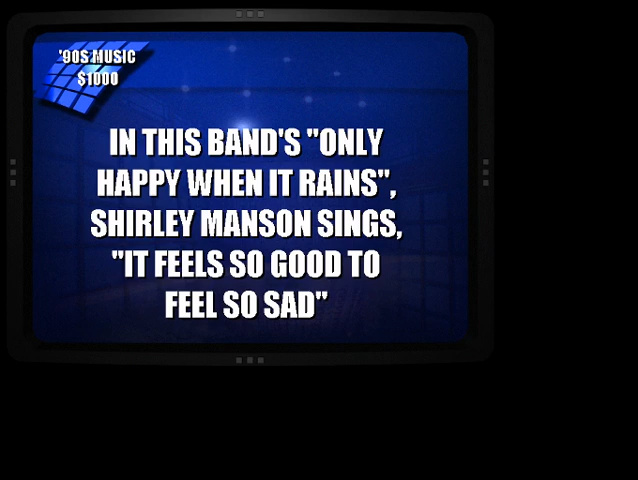 '90S MUSIC
$1000
IN THIS BAND'S "ONLY
HAPPY WHEN IT RAINS",
SHIRLEY MANSON SINGS,
"IT FEELS SO GOOD TO
FEEL SO SAD"